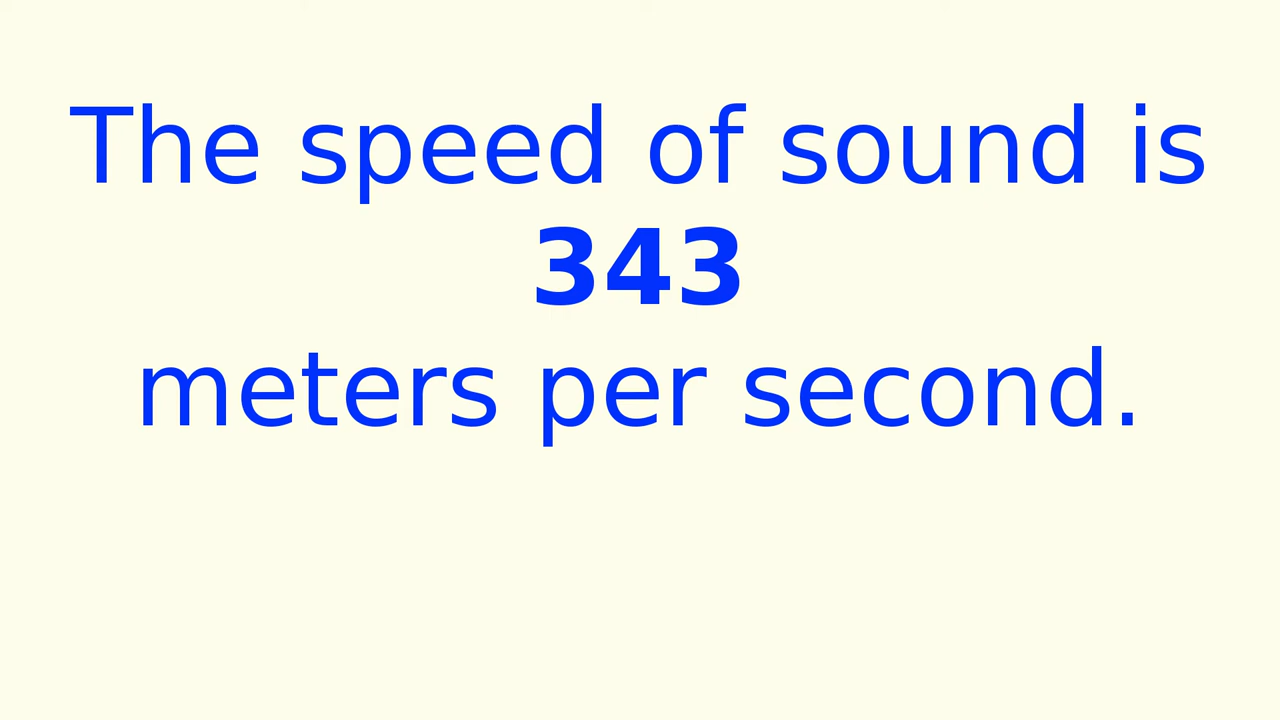 The speed of sound is
343
meters per second.